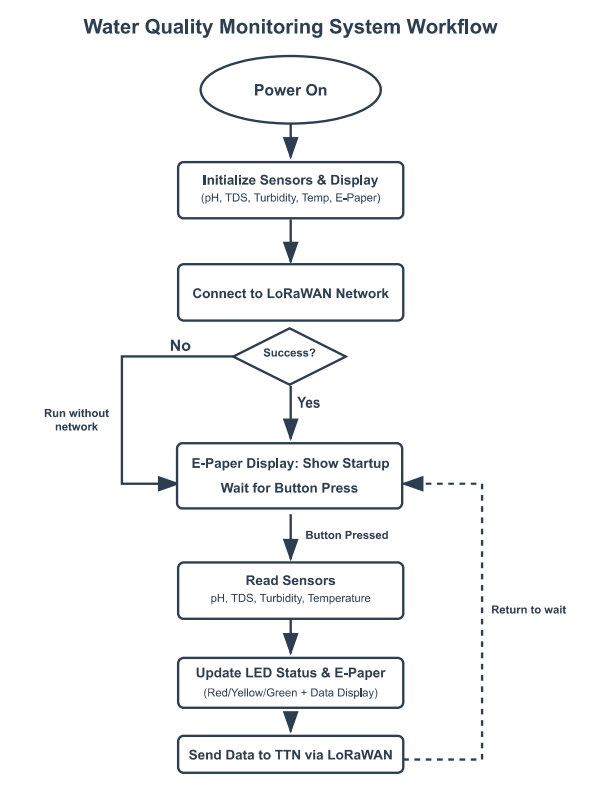 Water Quality Monitoring System Workflow
Power On
Initialize Sensors & Display
(pH, TDS, Turbidity, Temp, E-Paper)
Connect to LoRaWAN Network
Success?
No
Yes
Run without
network
E-Paper Display: Show Startup
Wait for Button Press
Button Pressed
Read Sensors
pH, TDS, Turbidity, Temperature
Return to wait
Update LED Status & E-Paper
(Red/Yellow/Green + Data Display)
Send Data to TTN via LoRaWAN